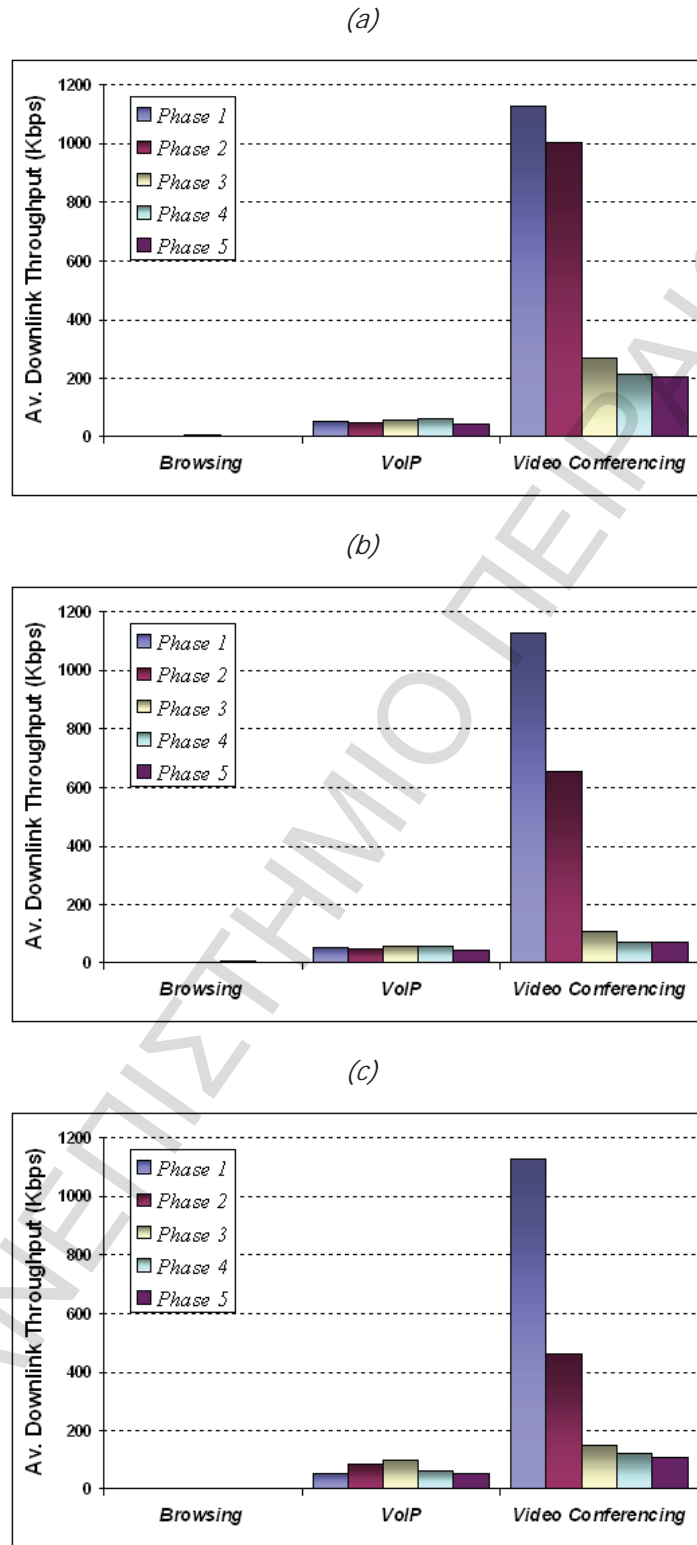 (a)
Av. Downlink Throughput (Kbps)
1200
1000
800
600
400
200
0
Phase 1
Phase 2
Phase 3
Phase 4
Phase 5
Browsing VoIP Video Conferencing
(b)
Av. Downlink Throughput (Kbps)
1200
1000
800
600
400
200
0
Phase 1
Phase 2
Phase 3
Phase 4
Phase 5
Browsing VoIP Video Conferencing
(c)
Av. Downlink Throughput (Kbps)
1200
1000
800
600
400
200
0
Phase 1
Phase 2
Phase 3
Phase 4
Phase 5
Browsing VoIP Video Conferencing